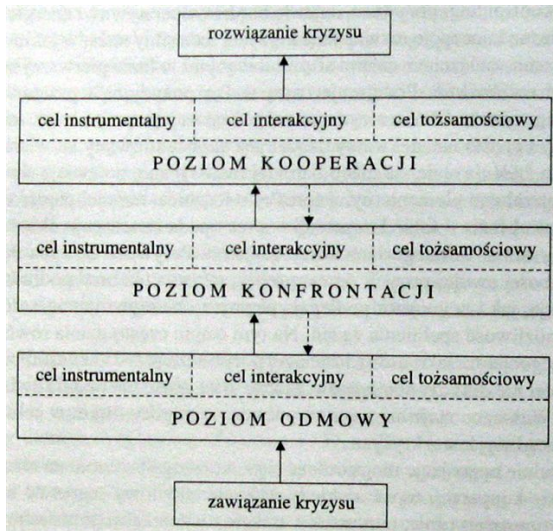 rozwiązanie kryzysu
cel instrumentalny cel interakcyjny cel tożsamościowy
POZIOM KOOPERACJI
cel instrumentalny cel interakcyjny cel tożsamościowy
POZIOM KONFRONTACJI
cel instrumentalny cel interakcyjny cel tożsamościowy
POZIOM ODMOWY
zawiązanie kryzysu